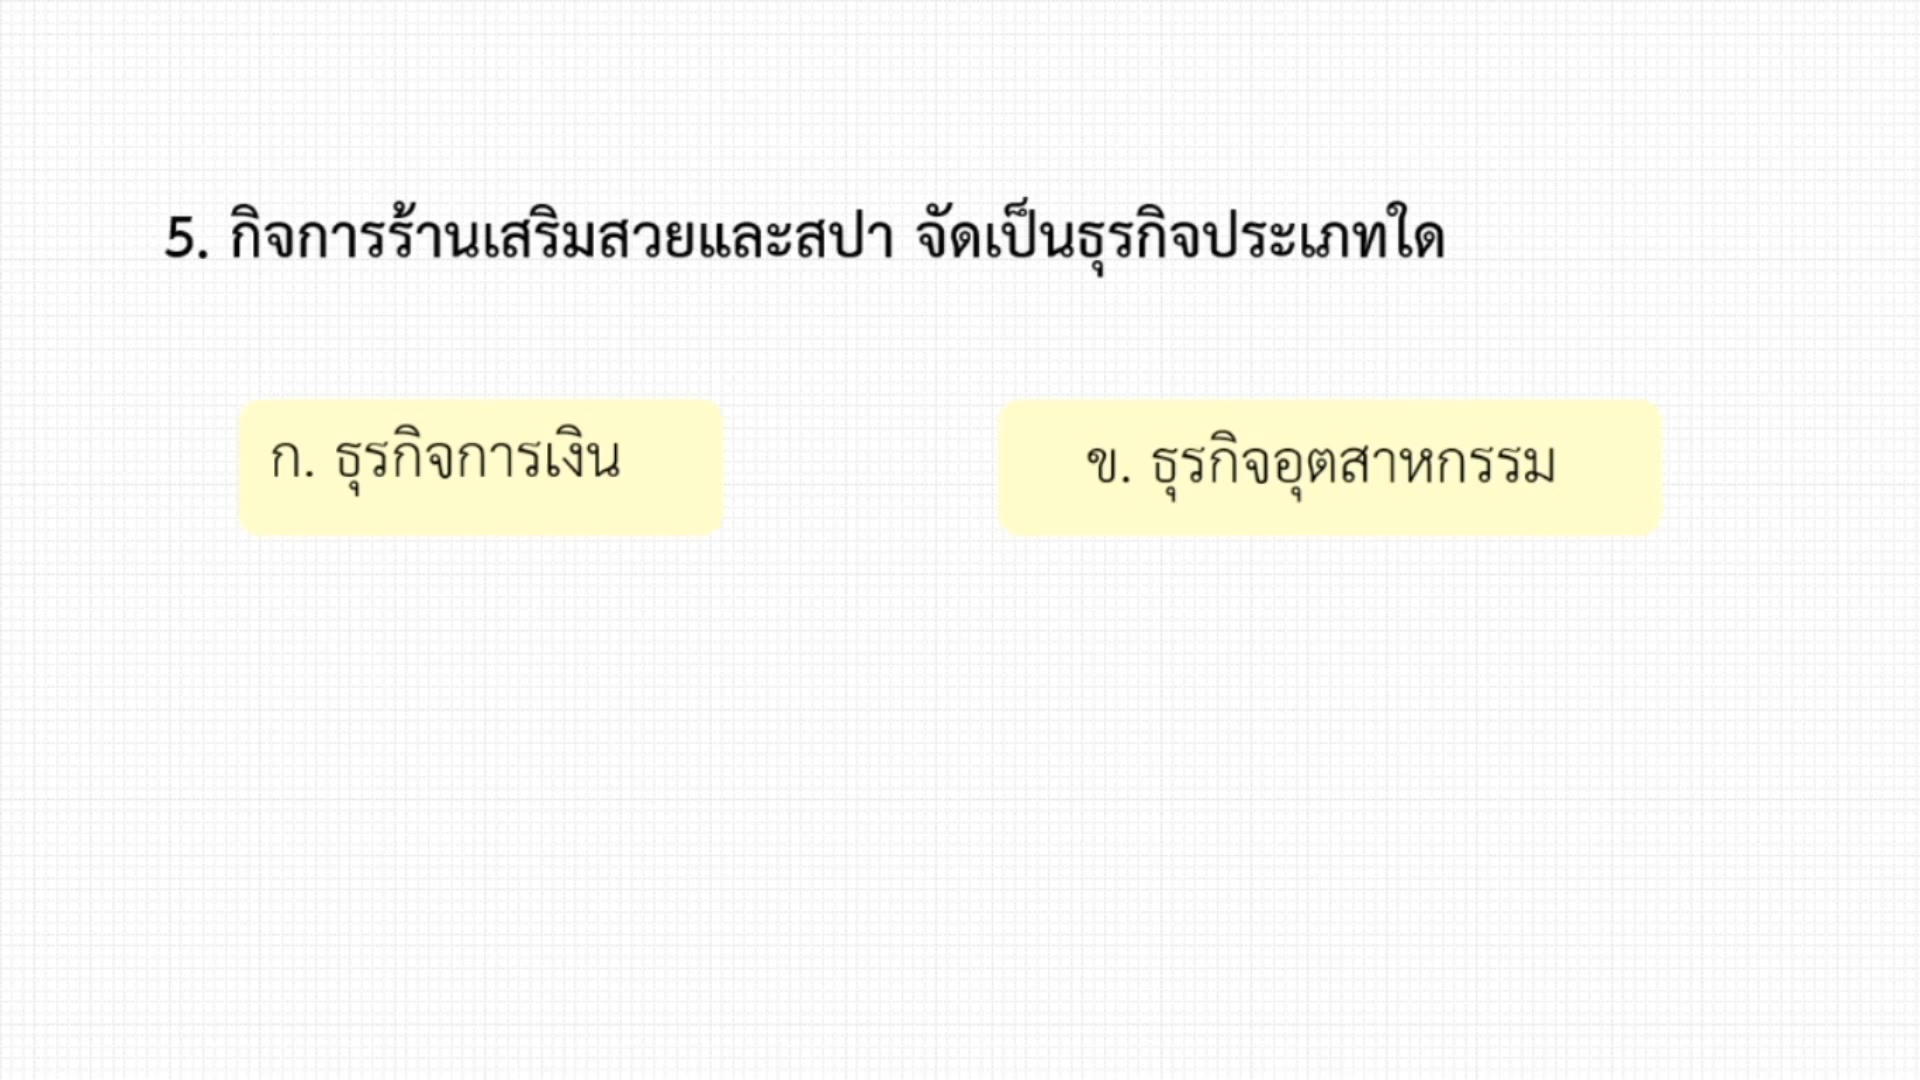 5. กิจการร้านเสริมสวยและสปา จัดเป็นธุรกิจประเภทใด
ก. ธุรกิจการเงิน
ข. ธุรกิจอุตสาหกรรม